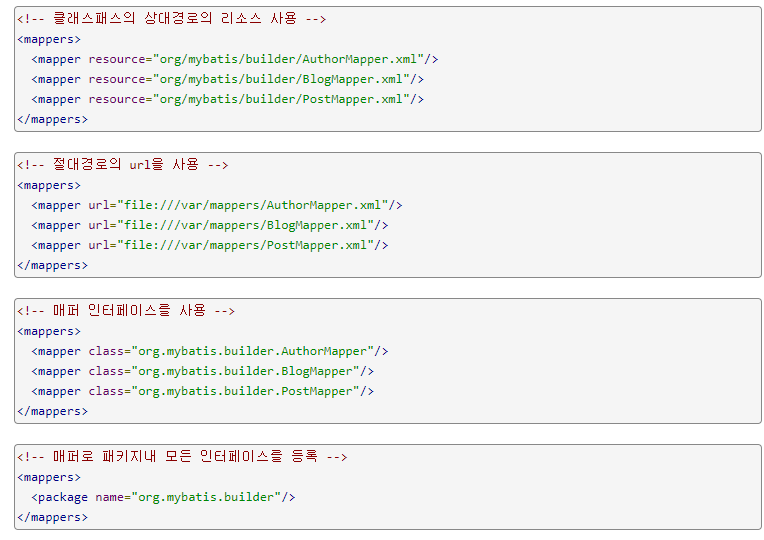 <!-- 클래스패스의 상대경로의 리소스 사용 -->
<mappers>
  <mapper resource="org/mybatis/builder/AuthorMapper.xml"/>
  <mapper resource="org/mybatis/builder/BlogMapper.xml"/>
  <mapper resource="org/mybatis/builder/PostMapper.xml"/>
</mappers>
<!-- 절대경로의 url을 사용 -->
<mappers>
  <mapper url="file:///var/mappers/AuthorMapper.xml"/>
  <mapper url="file:///var/mappers/BlogMapper.xml"/>
  <mapper url="file:///var/mappers/PostMapper.xml"/>
</mappers>
<!-- 매퍼 인터페이스를 사용 -->
<mappers>
  <mapper class="org.mybatis.builder.AuthorMapper"/>
  <mapper class="org.mybatis.builder.BlogMapper"/>
  <mapper class="org.mybatis.builder.PostMapper"/>
</mappers>
<!-- 매퍼로 패키지내 모든 인터페이스를 등록 -->
<mappers>
  <package name="org.mybatis.builder"/>
</mappers>